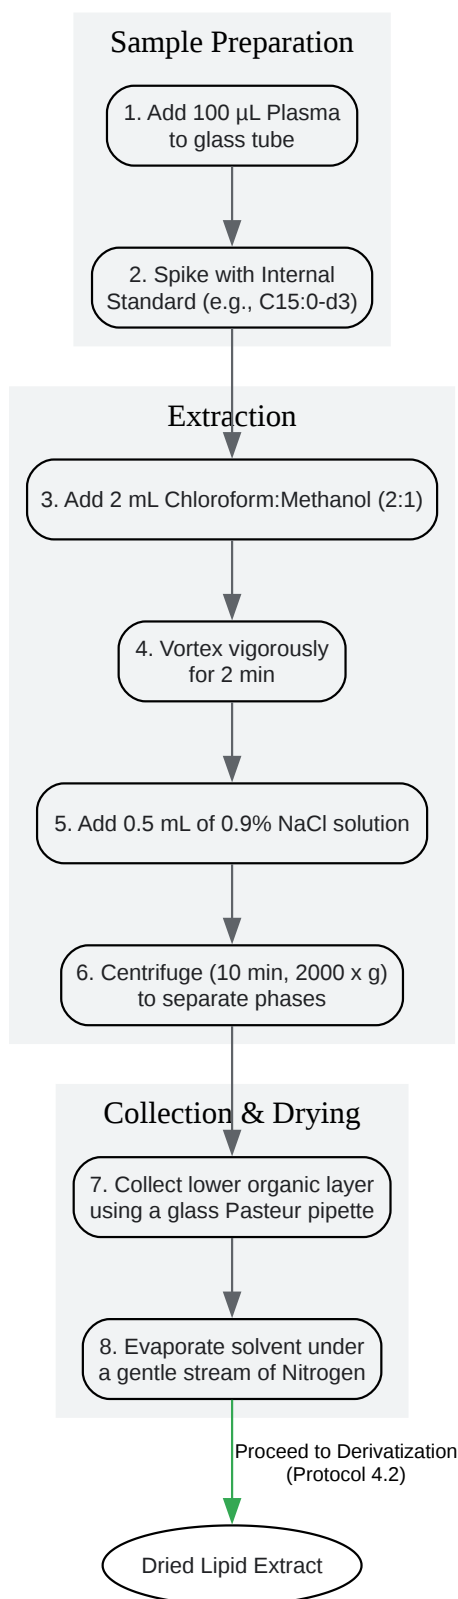 Sample Preparation
1. Add 100 µL Plasma
to glass tube
2. Spike with Internal
Standard (e.g., C15:0-d3)
Extraction
3. Add 2 mL Chloroform:Methanol (2:1)
4. Vortex vigorously
for 2 min
5. Add 0.5 mL of 0.9% NaCl solution
6. Centrifuge (10 min, 2000 x g)
to separate phases
Collection & Drying
7. Collect lower organic layer
using a glass Pasteur pipette
8. Evaporate solvent under
a gentle stream of Nitrogen
Proceed to Derivatization
(Protocol 4.2)
Dried Lipid Extract